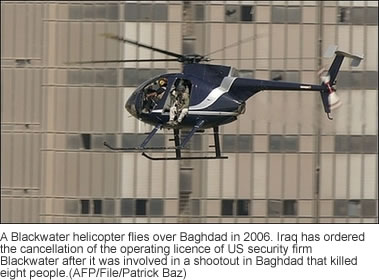 A Blackwater helicopter flies over Baghdad in 2006. Iraq has ordered
the cancellation of the operating licence of US security firm
Blackwater after it was involved in a shootout in Baghdad that killed
eight people.(AFP/File/Patrick Baz)